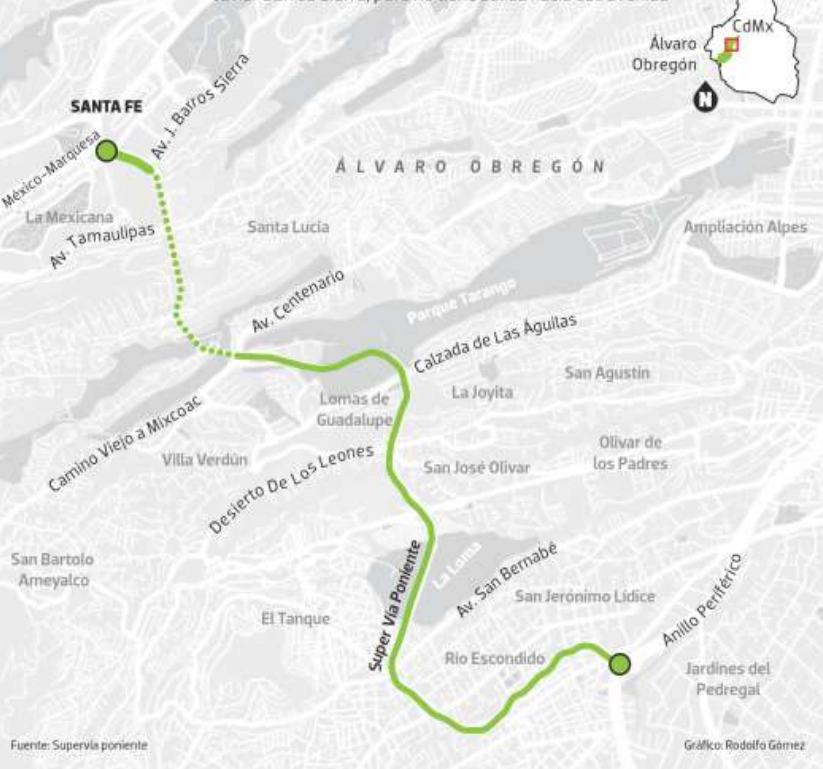 CdMx
Álvaro
Obregón
N
SANTA FE
Av. J. Barros Sierra
México-Marquesa
ÁLVARO OBREGÓN
La Mexicana
Av. Tamaulipas
Santa Lucía
Ampliación Alpes
Av. Centenario
Parque Tarango
Calzada de Las Águilas
San Agustín
La Joyita
Lomas de
Guadalupe
Camino Viejo a Mixcoac
Villa Verdún
Desierto De Los Leones
San José Olivar
Olivar de
los Padres
San Bartolo
Ameyalco
La Loma
Av. San Bernabé
Super Vía Poniente
San Jerónimo Lídice
Anillo Periférico
El Tanque
Río Escondido
Jardines del
Pedregal
Fuente: Supervía poniente
Gráfico: Rodolfo Gómez